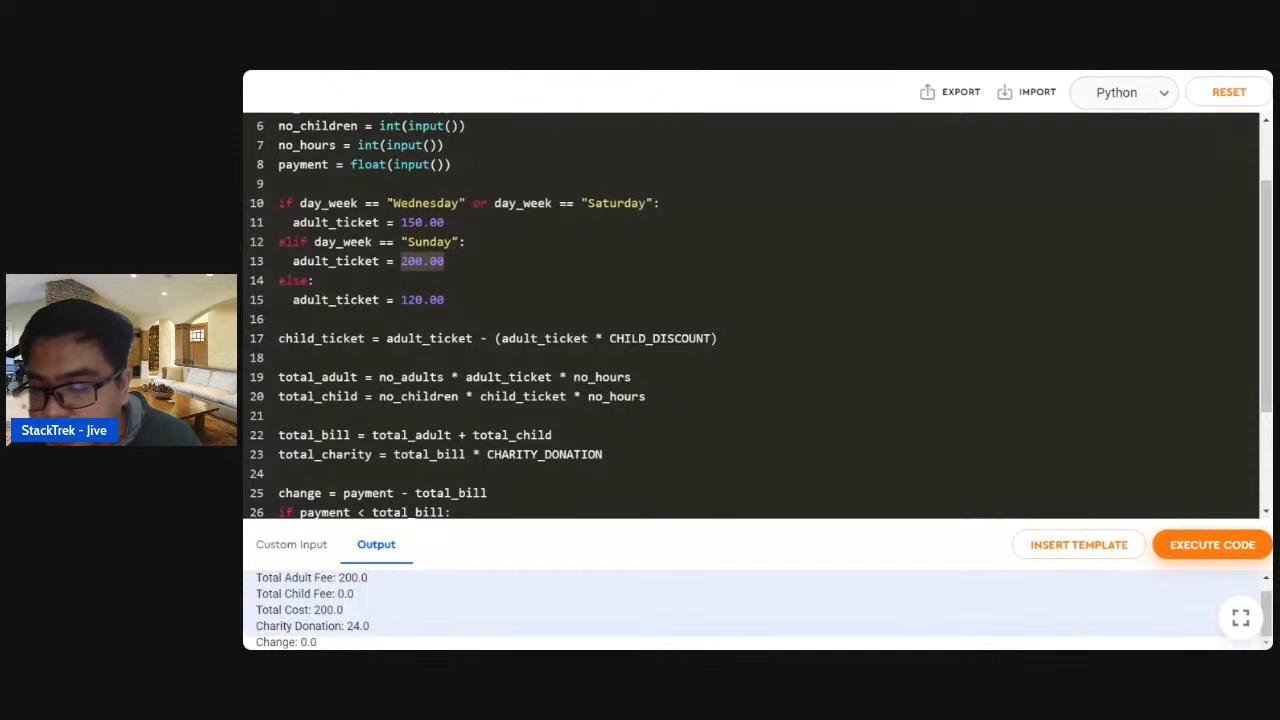 EXPORT
IMPORT
Python
RESET
6 no_children = int(input())
7 no_hours = int(input())
8 payment = float(input())
9
10 if day_week == "Wednesday" or day_week == "Saturday":
11 adult_ticket = 150.00
12 elif day_week == "Sunday":
13 adult_ticket = 200.00
14 else:
15 adult_ticket = 120.00
16
17 child_ticket = adult_ticket - (adult_ticket * CHILD_DISCOUNT)
18
19 total_adult = no_adults * adult_ticket * no_hours
20 total_child = no_children * child_ticket * no_hours
21
22 total_bill = total_adult + total_child
23 total_charity = total_bill * CHARITY_DONATION
24
25 change = payment - total_bill
26 if payment < total_bill:
StackTrek - Jive
Custom Input
Output
INSERT TEMPLATE
EXECUTE CODE
Total Adult Fee: 200.0
Total Child Fee: 0.0
Total Cost: 200.0
Charity Donation: 24.0
Change: 0.0